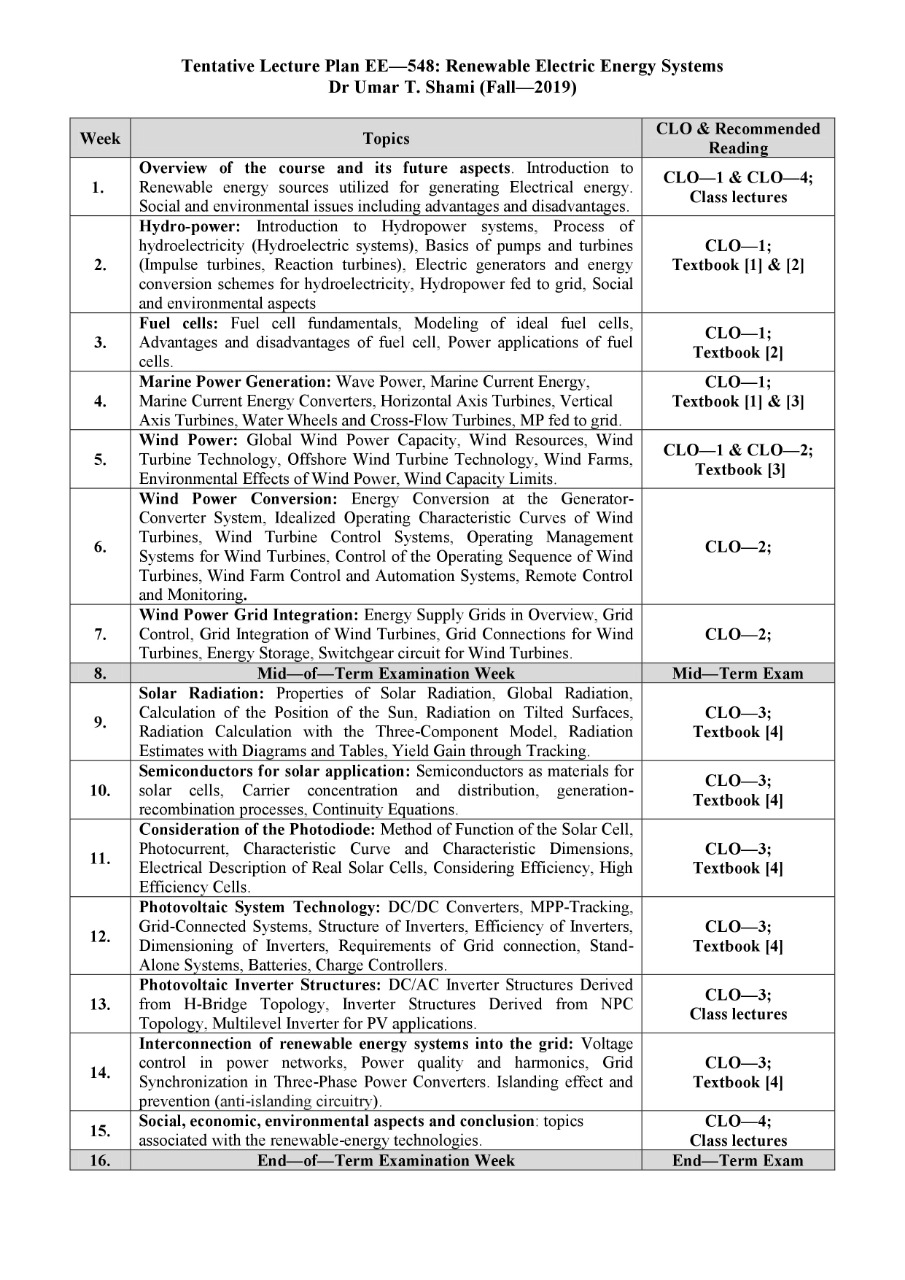 Tentative Lecture Plan EE—548: Renewable Electric Energy Systems
Dr Umar T. Shami (Fall—2019)
Week
Topics
CLO & Recommended
Reading
1.
Overview of the course and its future aspects. Introduction to
Renewable energy sources utilized for generating Electrical energy.
Social and environmental issues including advantages and disadvantages.
CLO—1 & CLO—4;
Class lectures
2.
Hydro-power: Introduction to Hydropower systems, Process of
hydroelectricity (Hydroelectric systems), Basics of pumps and turbines
(Impulse turbines, Reaction turbines), Electric generators and energy
conversion schemes for hydroelectricity, Hydropower fed to grid, Social
and environmental aspects
CLO—1;
Textbook [1] & [2]
3.
Fuel cells: Fuel cell fundamentals, Modeling of ideal fuel cells,
Advantages and disadvantages of fuel cell, Power applications of fuel
cells.
CLO—1;
Textbook [2]
4.
Marine Power Generation: Wave Power, Marine Current Energy,
Marine Current Energy Converters, Horizontal Axis Turbines, Vertical
Axis Turbines, Water Wheels and Cross-Flow Turbines, MP fed to grid.
CLO—1;
Textbook [1] & [3]
5.
Wind Power: Global Wind Power Capacity, Wind Resources, Wind
Turbine Technology, Offshore Wind Turbine Technology, Wind Farms,
Environmental Effects of Wind Power, Wind Capacity Limits.
CLO—1 & CLO—2;
Textbook [3]
6.
Wind Power Conversion: Energy Conversion at the Generator-
Converter System, Idealized Operating Characteristic Curves of Wind
Turbines, Wind Turbine Control Systems, Operating Management
Systems for Wind Turbines, Control of the Operating Sequence of Wind
Turbines, Wind Farm Control and Automation Systems, Remote Control
and Monitoring.
CLO—2;
7.
Wind Power Grid Integration: Energy Supply Grids in Overview, Grid
Control, Grid Integration of Wind Turbines, Grid Connections for Wind
Turbines, Energy Storage, Switchgear circuit for Wind Turbines.
CLO—2;
8.
Mid—of—Term Examination Week
Mid—Term Exam
9.
Solar Radiation: Properties of Solar Radiation, Global Radiation,
Calculation of the Position of the Sun, Radiation on Tilted Surfaces,
Radiation Calculation with the Three-Component Model, Radiation
Estimates with Diagrams and Tables, Yield Gain through Tracking.
CLO—3;
Textbook [4]
10.
Semiconductors for solar application: Semiconductors as materials for
solar cells, Carrier concentration and distribution, generation-
recombination processes, Continuity Equations.
CLO—3;
Textbook [4]
11.
Consideration of the Photodiode: Method of Function of the Solar Cell,
Photocurrent, Characteristic Curve and Characteristic Dimensions,
Electrical Description of Real Solar Cells, Considering Efficiency, High
Efficiency Cells.
CLO—3;
Textbook [4]
12.
Photovoltaic System Technology: DC/DC Converters, MPP-Tracking,
Grid-Connected Systems, Structure of Inverters, Efficiency of Inverters,
Dimensioning of Inverters, Requirements of Grid connection, Stand-
Alone Systems, Batteries, Charge Controllers.
CLO—3;
Textbook [4]
13.
Photovoltaic Inverter Structures: DC/AC Inverter Structures Derived
from H-Bridge Topology, Inverter Structures Derived from NPC
Topology, Multilevel Inverter for PV applications.
CLO—3;
Class lectures
14.
Interconnection of renewable energy systems into the grid: Voltage
control in power networks, Power quality and harmonics, Grid
Synchronization in Three-Phase Power Converters. Islanding effect and
prevention (anti-islanding circuitry).
CLO—3;
Textbook [4]
15.
Social, economic, environmental aspects and conclusion: topics
associated with the renewable-energy technologies.
CLO—4;
Class lectures
16.
End—of—Term Examination Week
End—Term Exam